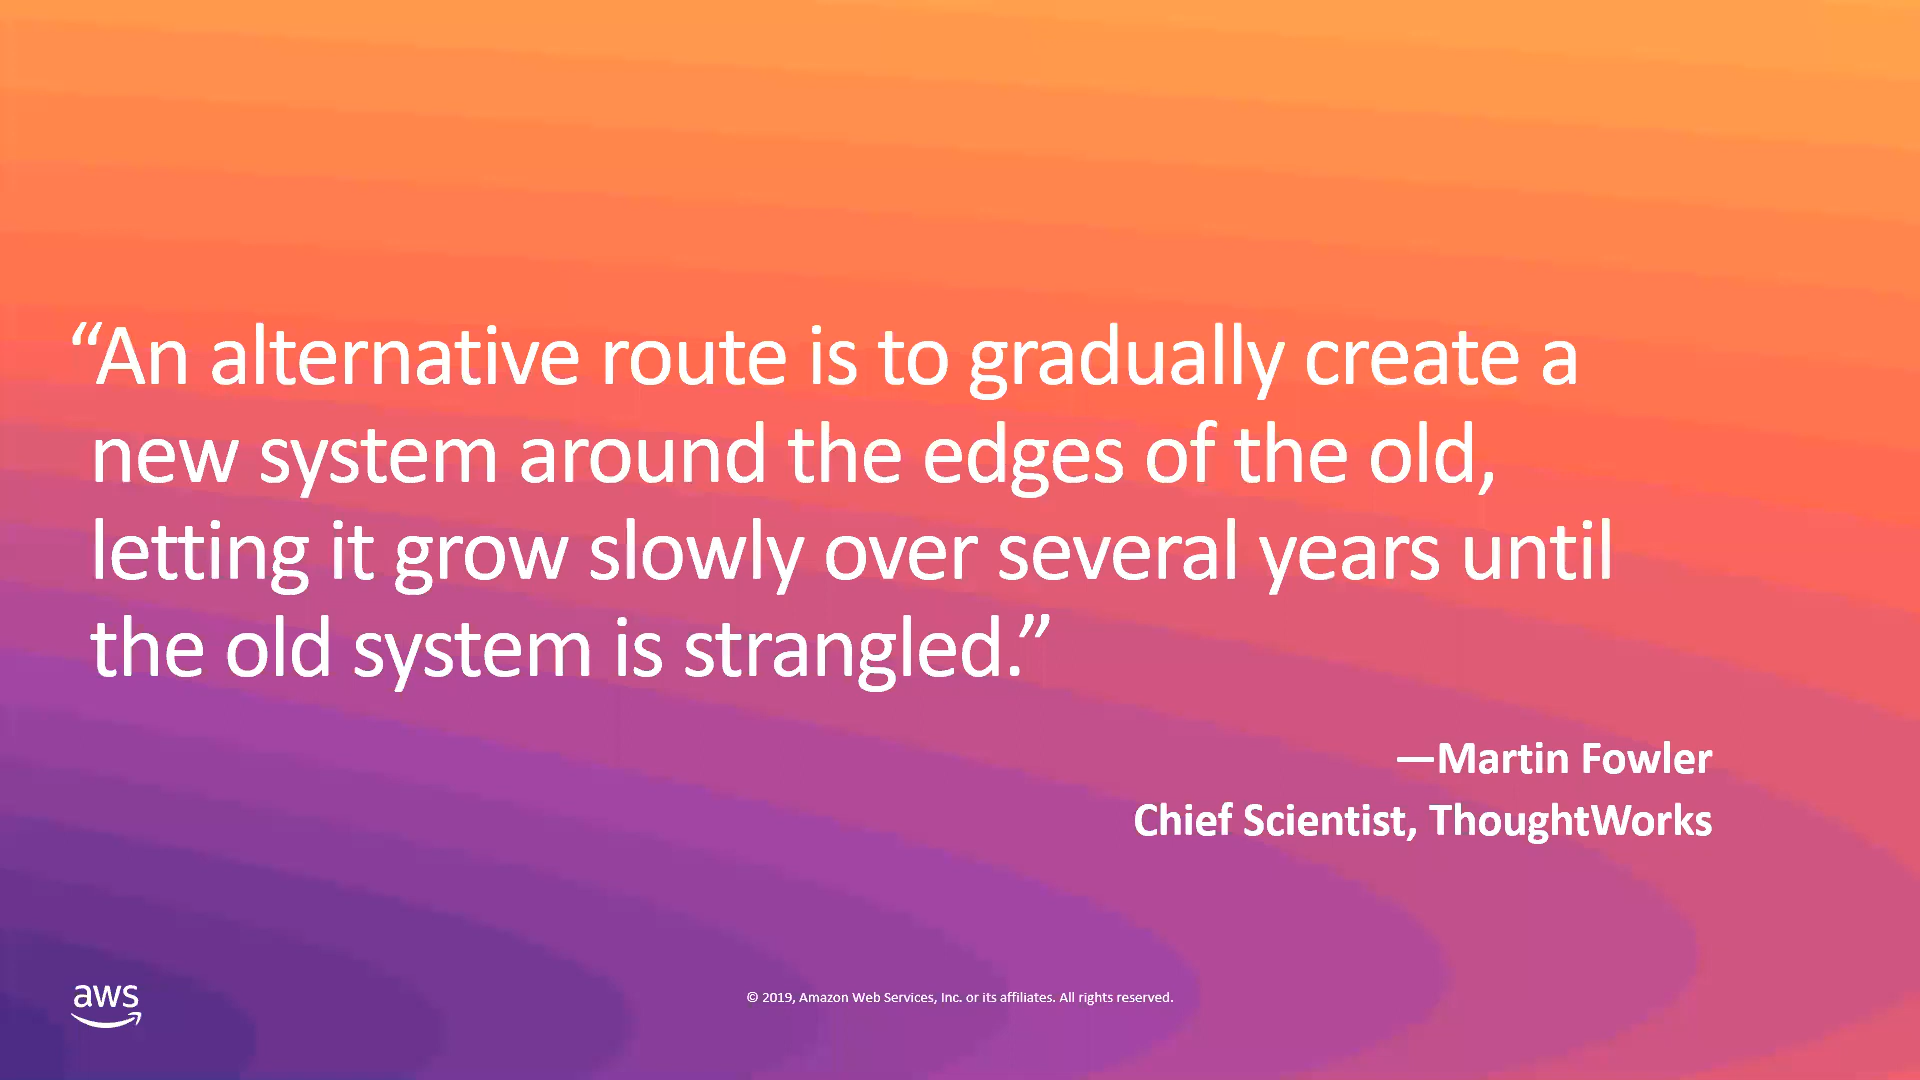 “An alternative route is to gradually create a
new system around the edges of the old,
letting it grow slowly over several years until
the old system is strangled.”
—Martin Fowler
Chief Scientist, ThoughtWorks
aws
© 2019, Amazon Web Services, Inc. or its affiliates. All rights reserved.